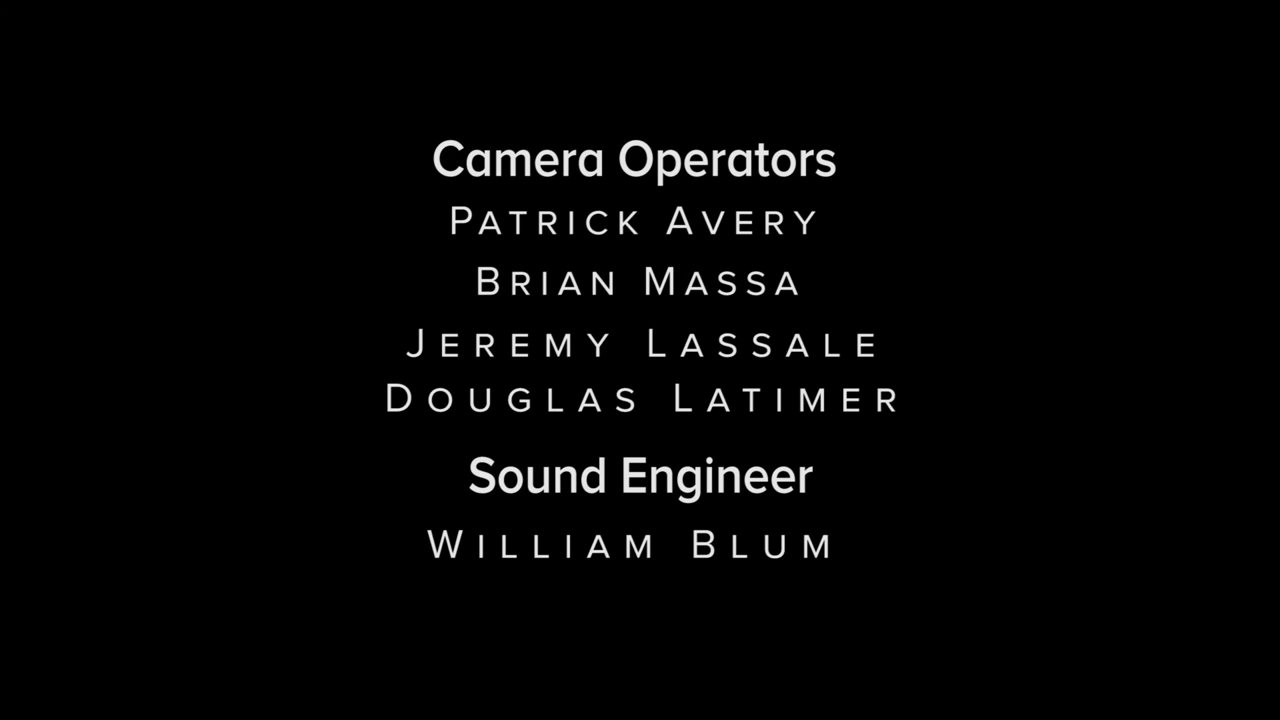 Camera Operators
Patrick Avery
Brian Massa
Jeremy Lassale
Douglas Latimer
Sound Engineer
William Blum